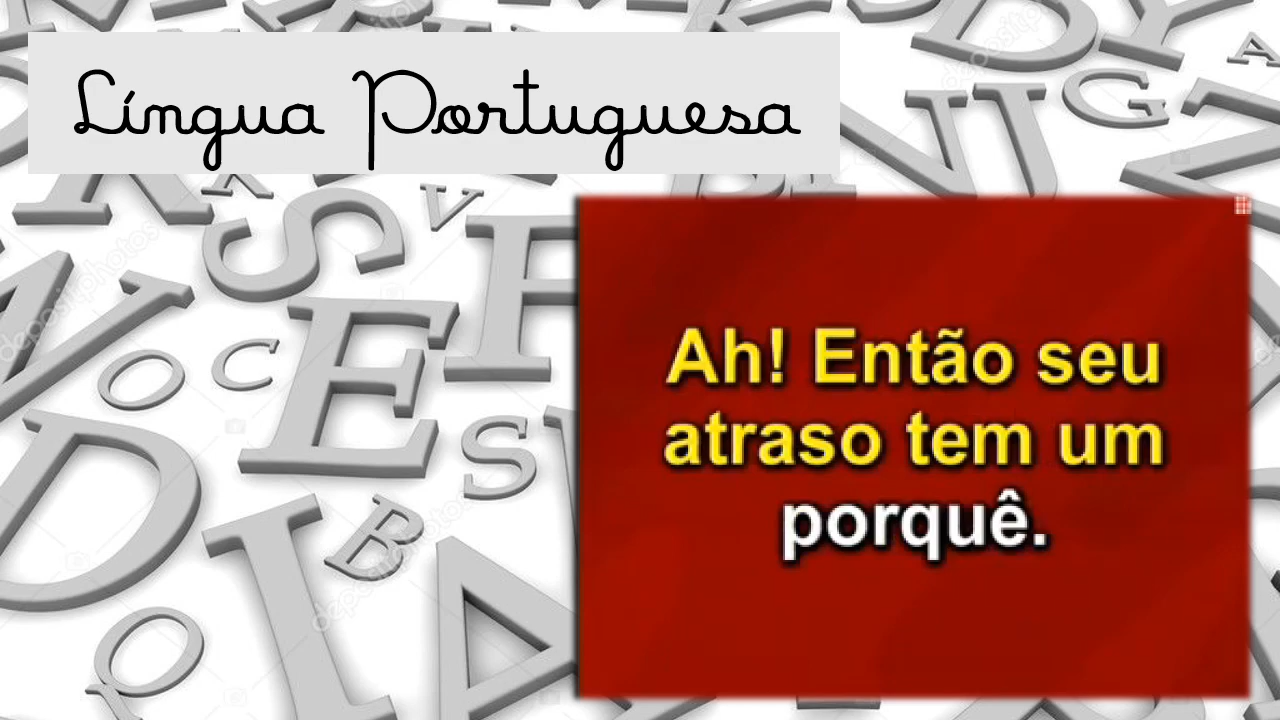 Língua Portuguesa
Ah! Então seu
atraso tem um
porquê.